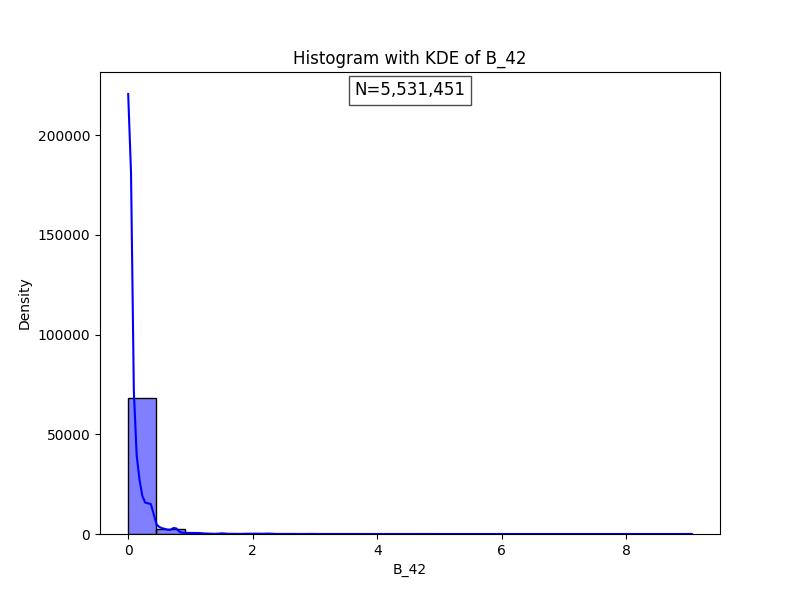 Histogram with KDE of B_42
N=5,531,451
200000
150000
100000
50000
0
Density
0 2 4 6 8
B_42